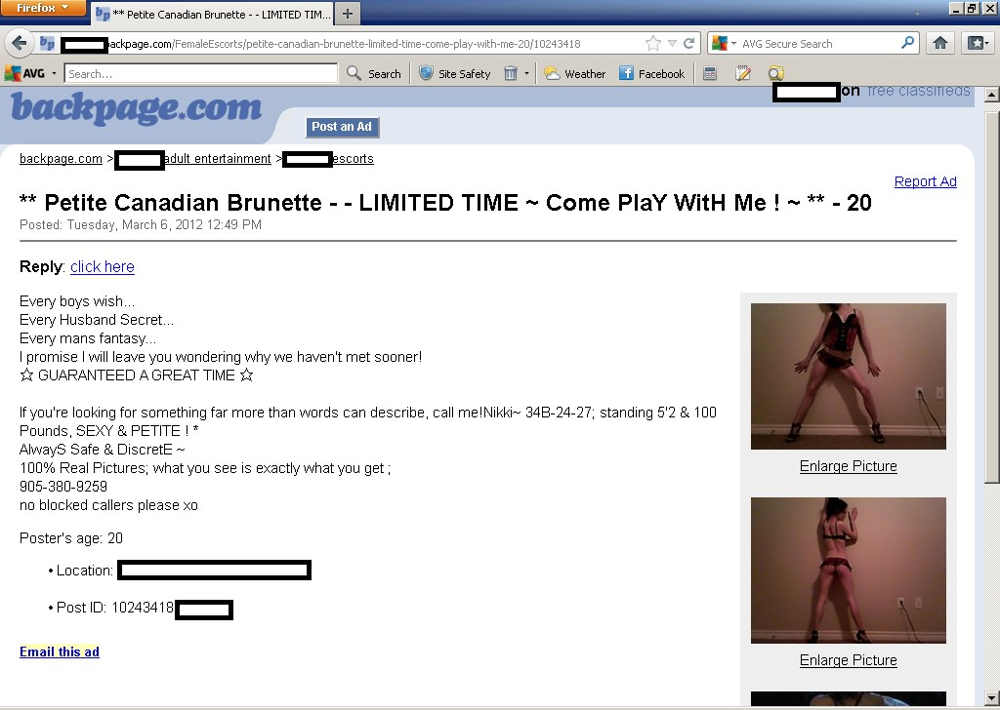 Firefox
** Petite Canadian Brunette - - LIMITED TIM...
ackpage.com/FemaleEscorts/petite-canadian-brunette-limited-time-come-play-with-me-20/10243418
AVG Secure Search
AVG
Search...
Search
Site Safety
Weather
Facebook
backpage.com
on free classifieds
Post an Ad
backpage.com > adult entertainment > escorts
Report Ad
** Petite Canadian Brunette - - LIMITED TIME ~ Come PlaY WitH Me ! ~ ** - 20
Posted: Tuesday, March 6, 2012 12:49 PM
Reply: click here
Every boys wish...
Every Husband Secret...
Every mans fantasy...
I promise I will leave you wondering why we haven't met sooner!
☆ GUARANTEED A GREAT TIME ☆
If you're looking for something far more than words can describe, call me!Nikki~ 34B-24-27; standing 5'2 & 100
Pounds, SEXY & PETITE ! *
AlwayS Safe & DiscretE ~
100% Real Pictures; what you see is exactly what you get ;
905-380-9259
no blocked callers please xo
Poster's age: 20
• Location:
• Post ID: 10243418
Email this ad
Enlarge Picture
Enlarge Picture